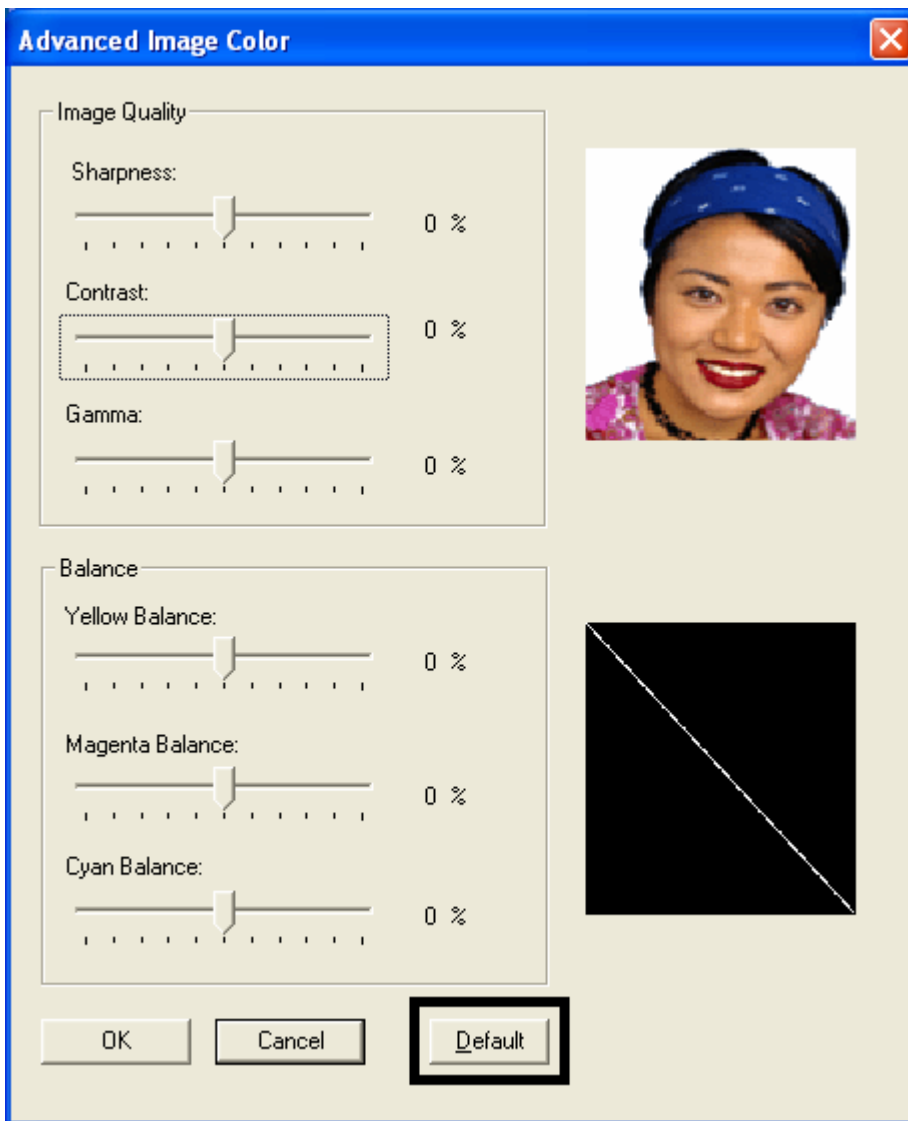 Advanced Image Color
Image Quality
Sharpness:
0 %
Contrast:
0 %
Gamma:
0 %
Balance
Yellow Balance:
0 %
Magenta Balance:
0 %
Cyan Balance:
0 %
OK Cancel Default